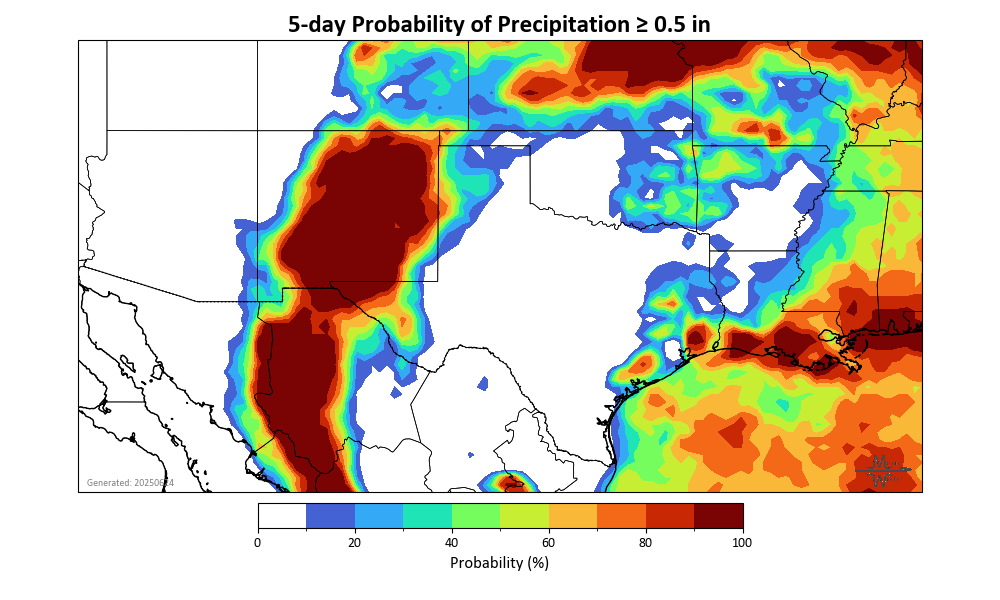 5-day Probability of Precipitation ≥ 0.5 in
Generated: 20250624
0 20 40 60 80 100
Probability (%)